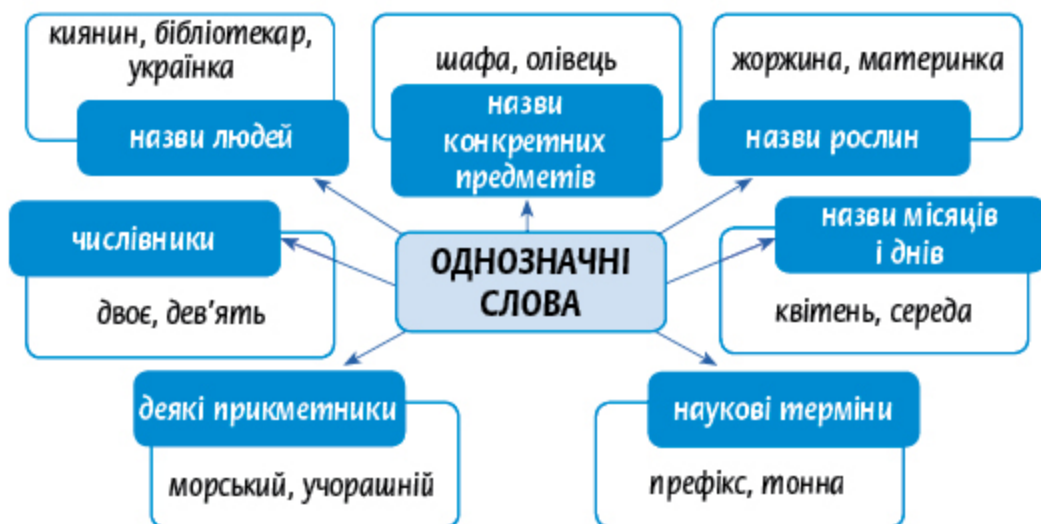 киянин, бібліотекар,
українка
назви людей
шафа, олівець
назви
конкретних
предметів
жоржина, материнка
назви рослин
числівники
двоє, дев’ять
ОДНОЗНАЧНІ
СЛОВА
назви місяців
і днів
квітень, середа
деякі прикметники
морський, учорашній
наукові терміни
префікс, тонна